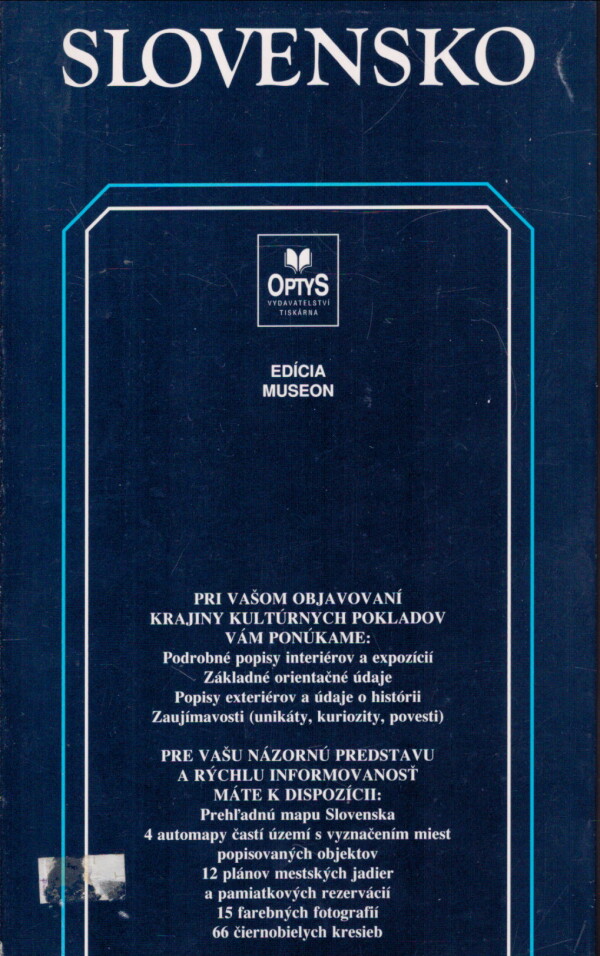 SLOVENSKO
OPTYS
VYDAVATELSTVÍ
TISKÁRNA
EDÍCIA
MUSEON
PRI VAŠOM OBJAVOVANÍ
KRAJINY KULTÚRNYCH POKLADOV
VÁM PONÚKAME:
Podrobné popisy interiérov a expozícií
Základné orientačné údaje
Popisy exteriérov a údaje o histórii
Zaujímavosti (unikáty, kuriozity, povesti)
PRE VAŠU NÁZORNÚ PREDSTAVU
A RÝCHLU INFORMOVANOSŤ
MÁTE K DISPOZÍCII:
Prehľadnú mapu Slovenska
4 automapy častí území s vyznačením miest
popisovaných objektov
12 plánov mestských jadier
a pamiatkových rezervácií
15 farebných fotografií
66 čiernobielych kresieb